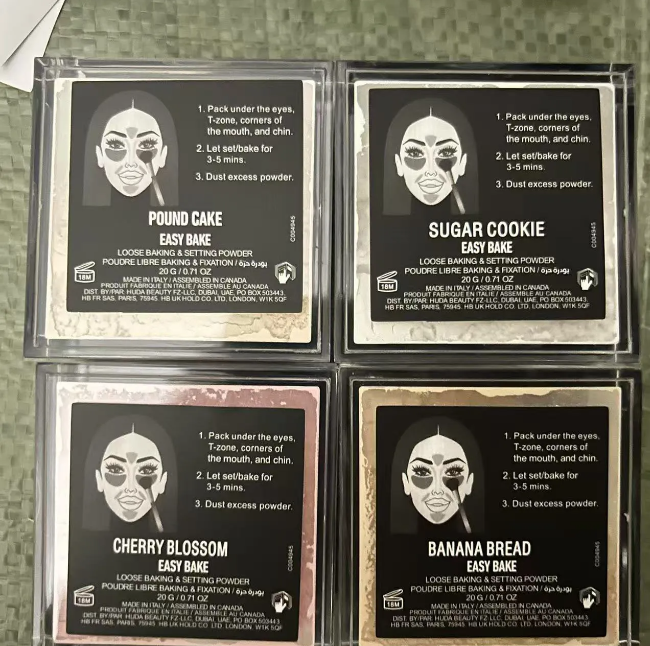 1. Pack under the eyes,
T-zone, corners of
the mouth, and chin.
2. Let set/bake for
3-5 mins.
3. Dust excess powder.
POUND CAKE
EASY BAKE
LOOSE BAKING & SETTING POWDER
POUDRE LIBRE BAKING & FIXATION / بودرة حرة
20 G / 0.71 OZ
MADE IN ITALY / ASSEMBLED IN CANADA
PRODUIT FABRIQUE EN ITALIE / ASSEMBLE AU CANADA
DIST. BY/PAR: HUDA BEAUTY FZ-LLC, DUBAI, UAE, PO BOX 503443.
HB FR SAS, PARIS, 75945. HB UK HOLD CO. LTD, LONDON, W1K 5QF
18M
C004945
1. Pack under the eyes,
T-zone, corners of
the mouth, and chin.
2. Let set/bake for
3-5 mins.
3. Dust excess powder.
SUGAR COOKIE
EASY BAKE
LOOSE BAKING & SETTING POWDER
POUDRE LIBRE BAKING & FIXATION / بودرة حرة
20 G / 0.71 OZ
MADE IN ITALY / ASSEMBLED IN CANADA
PRODUIT FABRIQUE EN ITALIE / ASSEMBLE AU CANADA
DIST. BY/PAR: HUDA BEAUTY FZ-LLC, DUBAI, UAE, PO BOX 503443.
HB FR SAS, PARIS, 75945. HB UK HOLD CO. LTD, LONDON, W1K 5QF
18M
C004945
1. Pack under the eyes,
T-zone, corners of
the mouth, and chin.
2. Let set/bake for
3-5 mins.
3. Dust excess powder.
CHERRY BLOSSOM
EASY BAKE
LOOSE BAKING & SETTING POWDER
POUDRE LIBRE BAKING & FIXATION / بودرة حرة
20 G / 0.71 OZ
MADE IN ITALY / ASSEMBLED IN CANADA
PRODUIT FABRIQUE EN ITALIE / ASSEMBLE AU CANADA
DIST. BY/PAR: HUDA BEAUTY FZ-LLC, DUBAI, UAE, PO BOX 503443.
HB FR SAS, PARIS, 75945. HB UK HOLD CO. LTD, LONDON, W1K 5QF
18M
C004945
1. Pack under the eyes,
T-zone, corners of
the mouth, and chin.
2. Let set/bake for
3-5 mins.
3. Dust excess powder.
BANANA BREAD
EASY BAKE
LOOSE BAKING & SETTING POWDER
POUDRE LIBRE BAKING & FIXATION / بودرة حرة
20 G / 0.71 OZ
MADE IN ITALY / ASSEMBLED IN CANADA
PRODUIT FABRIQUE EN ITALIE / ASSEMBLE AU CANADA
DIST. BY/PAR: HUDA BEAUTY FZ-LLC, DUBAI, UAE, PO BOX 503443.
HB FR SAS, PARIS, 75945. HB UK HOLD CO. LTD, LONDON, W1K 5QF
18M
C004945